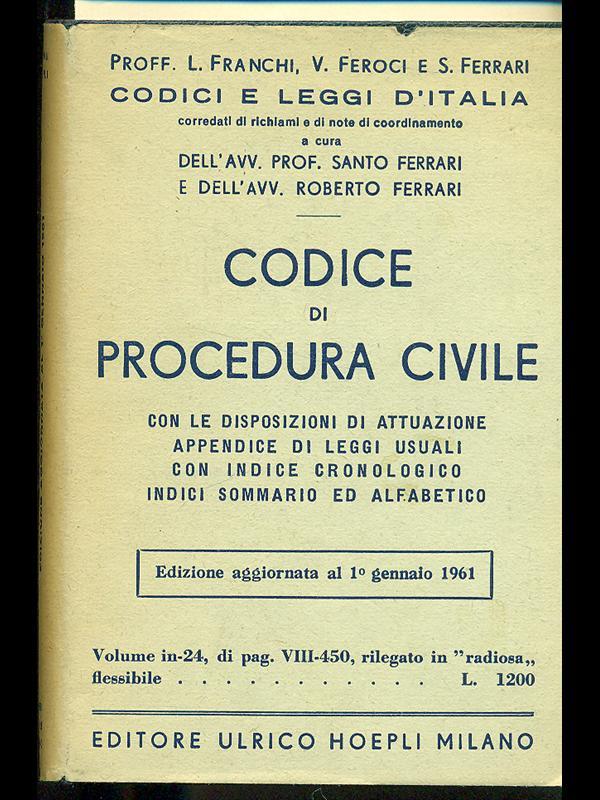 PROFF. L. FRANCHI, V. FEROCI E S. FERRARI
CODICI E LEGGI D'ITALIA
corredati di richiami e di note di coordinamento
a cura
DELL'AVV. PROF. SANTO FERRARI
E DELL'AVV. ROBERTO FERRARI
CODICE
DI
PROCEDURA CIVILE
CON LE DISPOSIZIONI DI ATTUAZIONE
APPENDICE DI LEGGI USUALI
CON INDICE CRONOLOGICO
INDICI SOMMARIO ED ALFABETICO
Edizione aggiornata al 1º gennaio 1961
Volume in-24, di pag. VIII-450, rilegato in "radiosa„
flessibile . . . . . . . . . . . L. 1200
EDITORE ULRICO HOEPLI MILANO